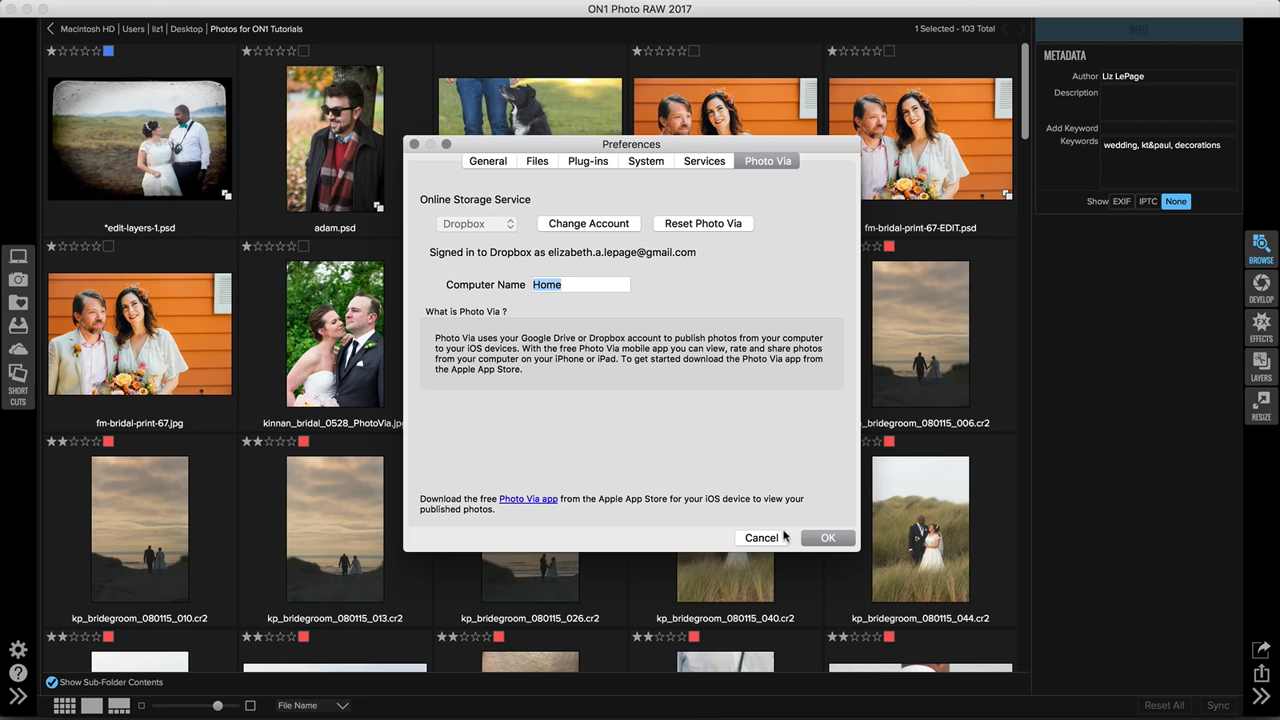 ON1 Photo RAW 2017
Macintosh HD | Users | liz1 | Desktop | Photos for ON1 Tutorials
1 Selected - 103 Total
METADATA
Author Liz LePage
Description
Add Keyword
Keywords wedding, kt&paul, decorations
Show EXIF IPTC None
*edit-layers-1.psd
adam.psd
fm-bridal-print-67-EDIT.psd
fm-bridal-print-67.jpg
kinnan_bridal_0528_PhotoVia.jp
p_bridegroom_080115_006.cr2
kp_bridegroom_080115_010.cr2
kp_bridegroom_080115_013.cr2
kp_bridegroom_080115_026.cr2
kp_bridegroom_080115_040.cr2
kp_bridegroom_080115_044.cr2
Preferences
General Files Plug-ins System Services Photo Via
Online Storage Service
Dropbox Change Account Reset Photo Via
Signed in to Dropbox as elizabeth.a.lepage@gmail.com
Computer Name Home
What is Photo Via ?
Photo Via uses your Google Drive or Dropbox account to publish photos from your computer
to your iOS devices. With the free Photo Via mobile app you can view, rate and share photos
from your computer on your iPhone or iPad. To get started download the Photo Via app from
the Apple App Store.
Download the free Photo Via app from the Apple App Store for your iOS device to view your
published photos.
Cancel OK
SHORT
CUTS
BROWSE
DEVELOP
EFFECTS
LAYERS
RESIZE
Show Sub-Folder Contents
File Name
Reset All Sync